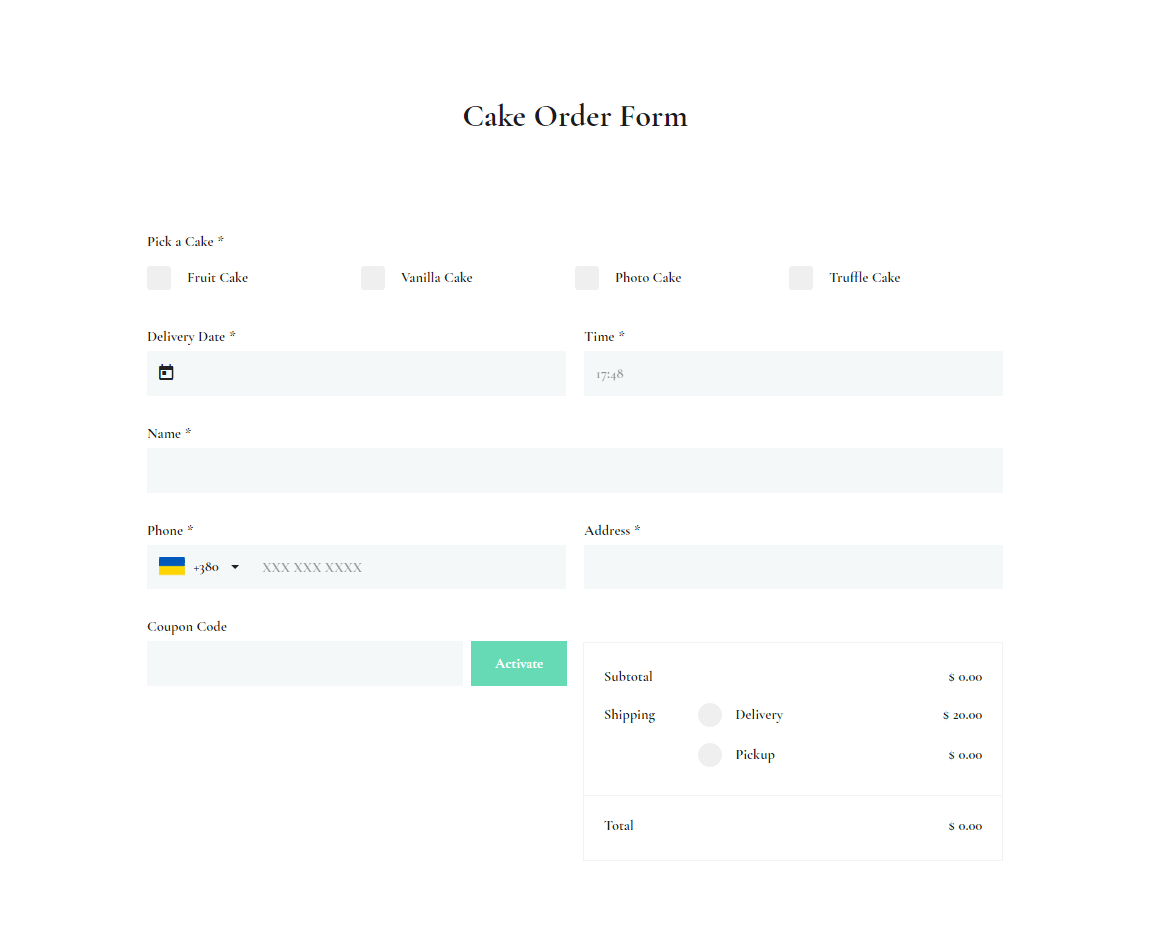 Cake Order Form
Pick a Cake *
Fruit Cake Vanilla Cake Photo Cake Truffle Cake
Delivery Date * Time *
17:48
Name *
Phone * Address *
+380 XXX XXX XXXX
Coupon Code
Activate
Subtotal $ 0.00
Shipping Delivery $ 20.00
Pickup $ 0.00
Total $ 0.00